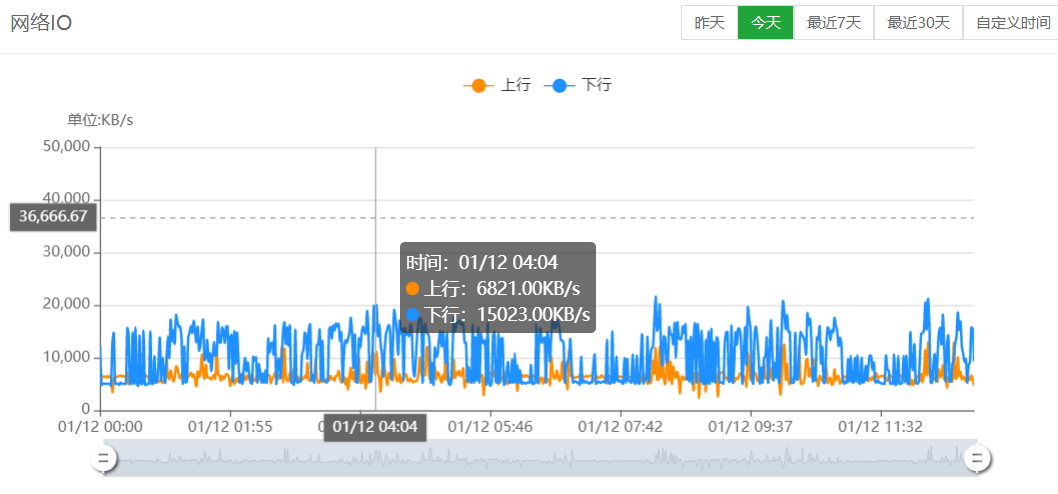 网络IO
昨天 今天 最近7天 最近30天 自定义时间
上行 下行
单位:KB/s
50,000
40,000
36,666.67
30,000
时间：01/12 04:04
上行：6821.00KB/s
20,000
下行：15023.00KB/s
10,000
0
01/12 00:00 01/12 01:55 01/12 04:04 01/12 05:46 01/12 07:42 01/12 09:37 01/12 11:32